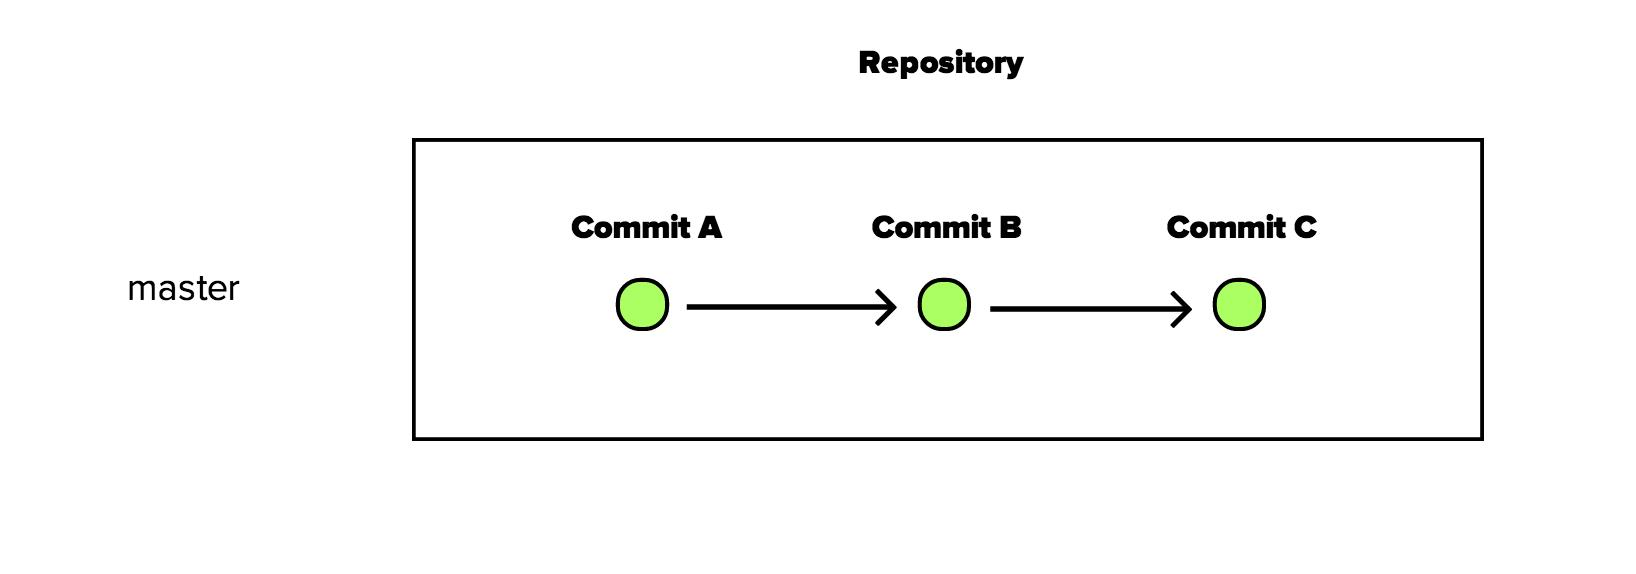 Repository
Commit A
Commit B
Commit C
master